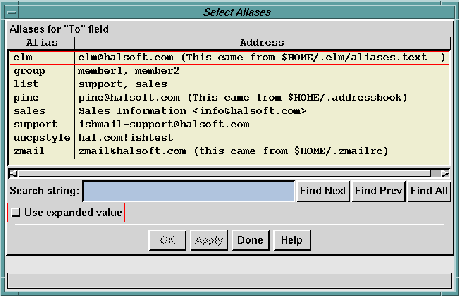 Select Aliases
Aliases for "To" field
Alias Address
elm elm@halsoft.com (This came from $HOME/.elm/aliases.text )
group member1, member2
list support, sales
pine pine@halsoft.com (This came from $HOME/.addressbook)
sales Sales Information <info@halsoft.com>
support ishmail-support@halsoft.com
uucpstyle hal.com!ishtest
zmail zmail@halsoft.com (this came from $HOME/.zmailrc)
Search string: Find Next Find Prev Find All
Use expanded value
OK Apply Done Help